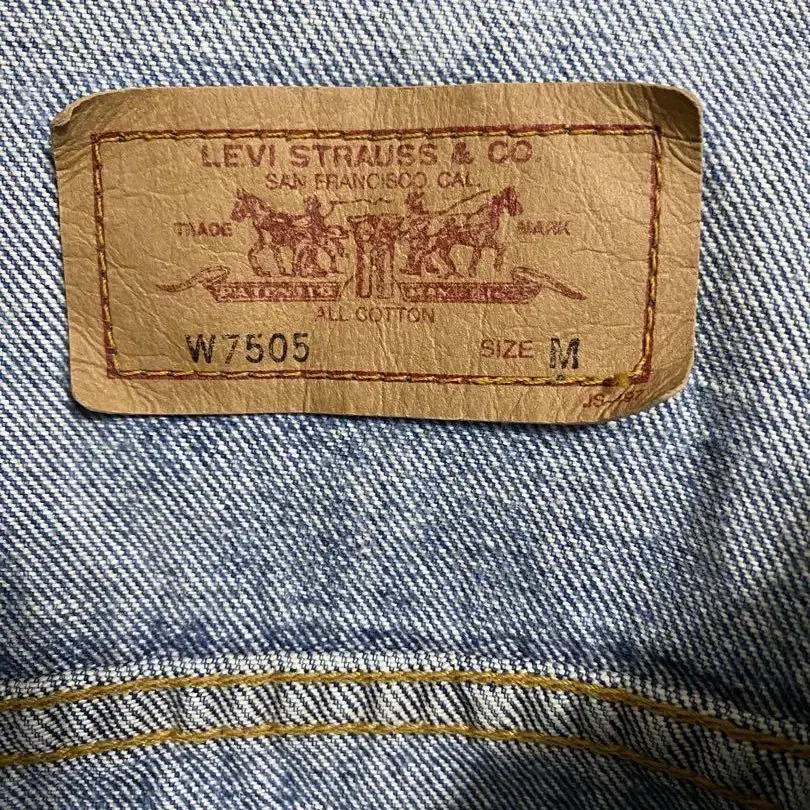 LEVI STRAUSS & CO.
SAN FRANCISCO CAL.
TRADE MARK
ALL COTTON
W7505 SIZE M